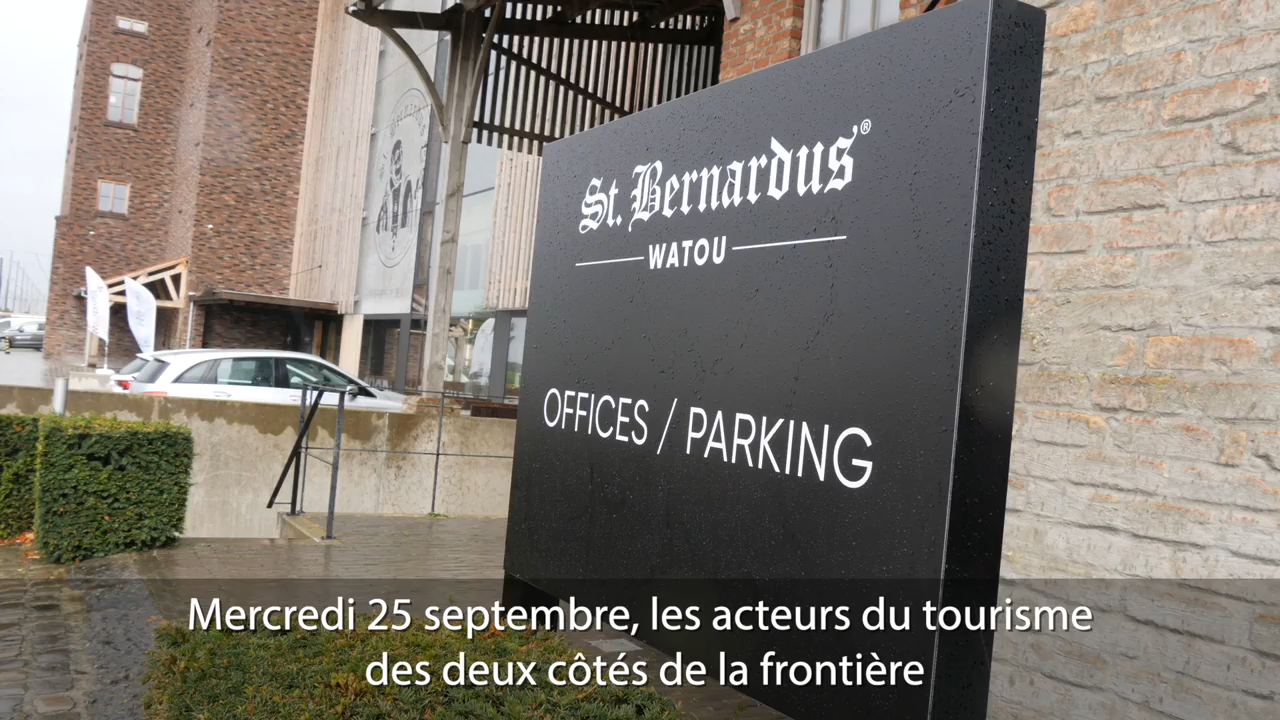 St. Bernardus®
WATOU
OFFICES / PARKING
Mercredi 25 septembre, les acteurs du tourisme
des deux côtés de la frontière